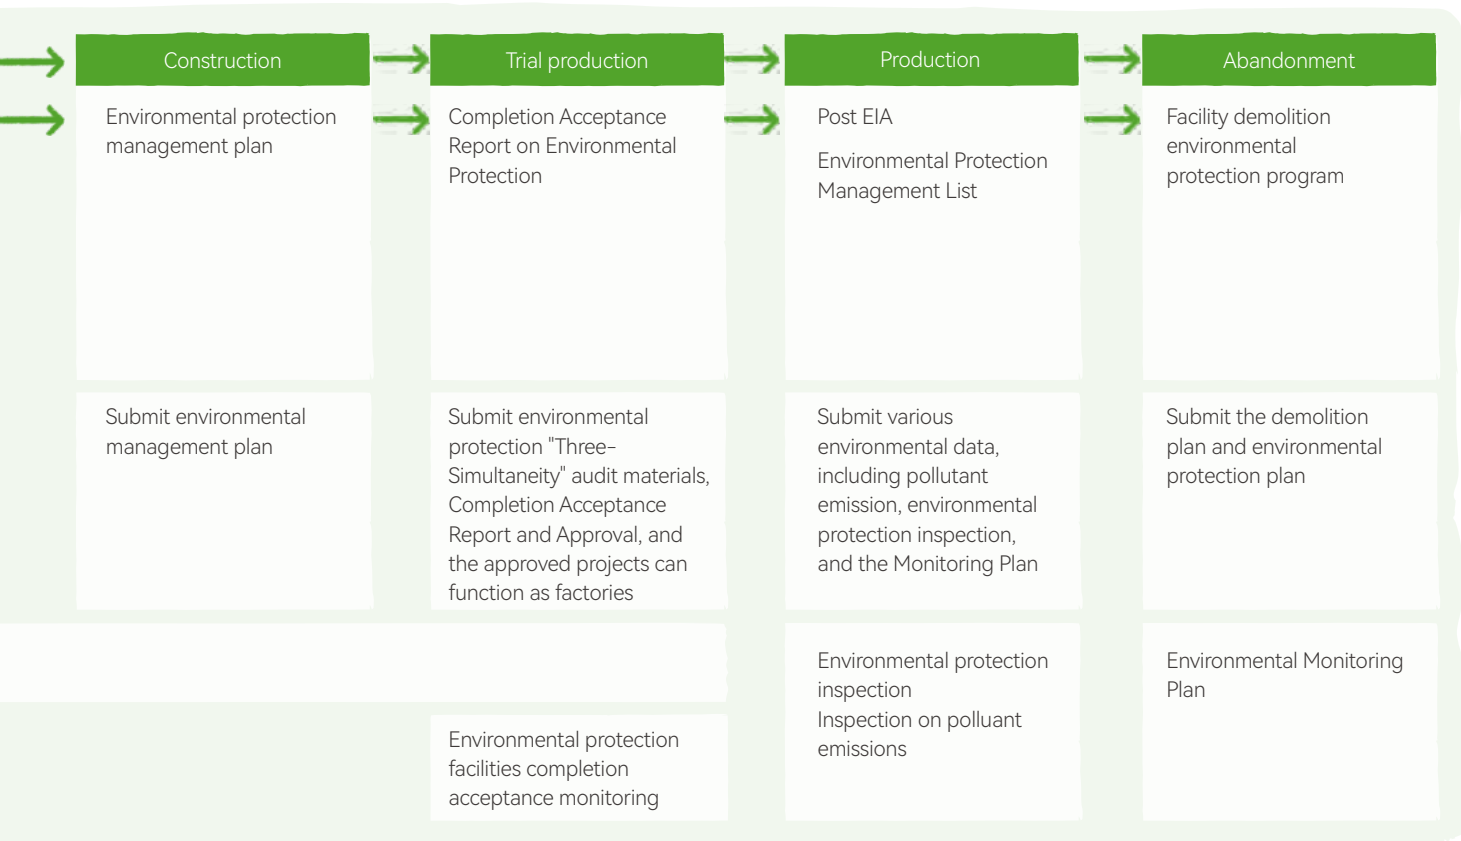 Construction
Trial production
Production
Abandonment
Environmental protection
management plan
Completion Acceptance
Report on Environmental
Protection
Post EIA
Environmental Protection
Management List
Facility demolition
environmental
protection program
Submit environmental
management plan
Submit environmental
protection "Three-
Simultaneity" audit materials,
Completion Acceptance
Report and Approval, and
the approved projects can
function as factories
Submit various
environmental data,
including pollutant
emission, environmental
protection inspection,
and the Monitoring Plan
Submit the demolition
plan and environmental
protection plan
Environmental protection
facilities completion
acceptance monitoring
Environmental protection
inspection
Inspection on polluant
emissions
Environmental Monitoring
Plan